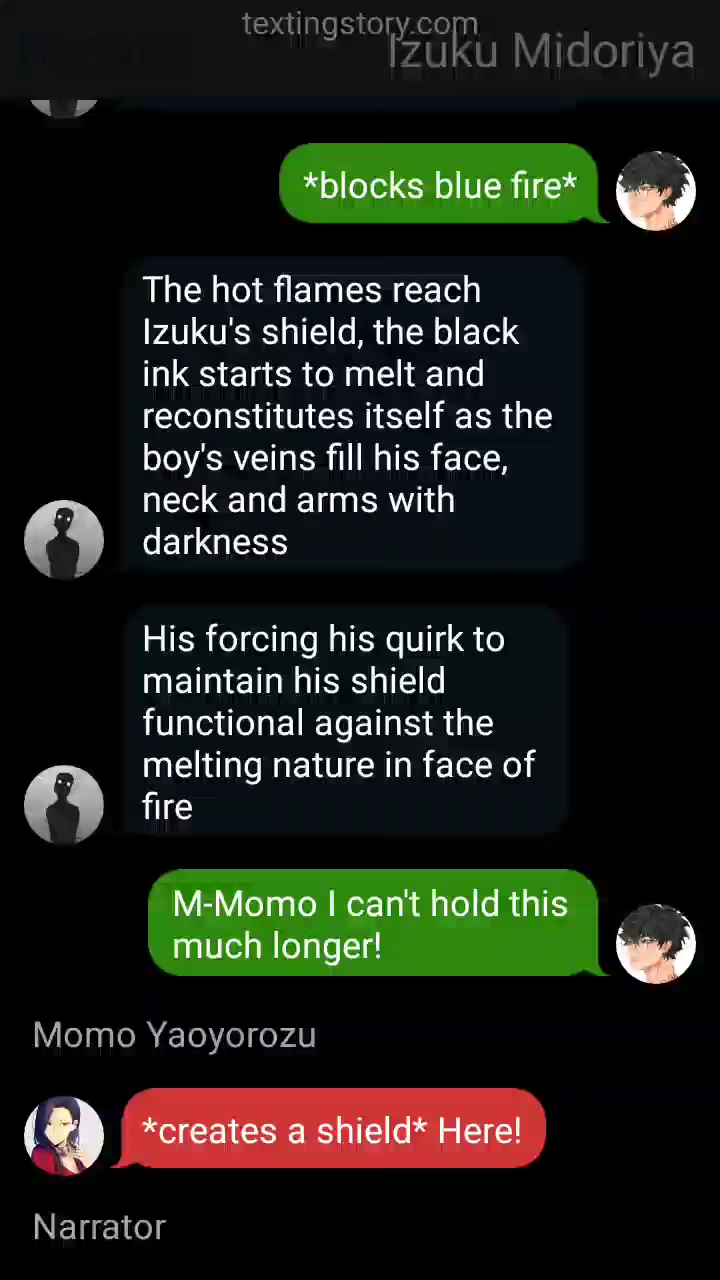 textingstory.com
Izuku Midoriya
*blocks blue fire*
The hot flames reach
Izuku's shield, the black
ink starts to melt and
reconstitutes itself as the
boy's veins fill his face,
neck and arms with
darkness
His forcing his quirk to
maintain his shield
functional against the
melting nature in face of
fire
M-Momo I can't hold this
much longer!
Momo Yaoyorozu
*creates a shield* Here!
Narrator